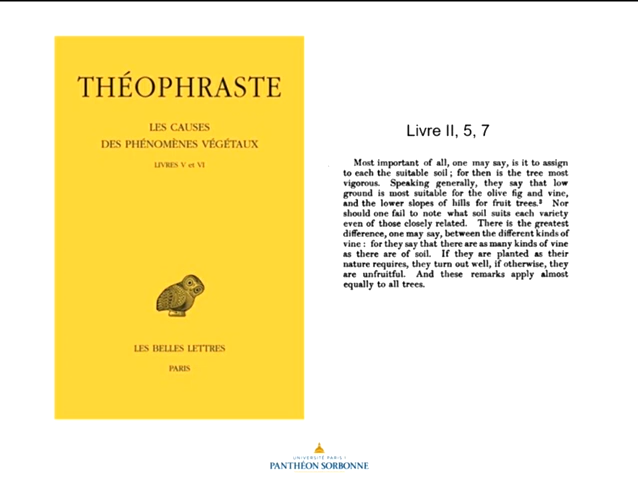 THÉOPHRASTE
LES CAUSES
DES PHÉNOMÈNES VÉGÉTAUX
LIVRES V et VI
LES BELLES LETTRES
PARIS
Livre II, 5, 7
Most important of all, one may say, is it to assign
to each the suitable soil ; for then is the tree most
vigorous. Speaking generally, they say that low
ground is most suitable for the olive fig and vine,
and the lower slopes of hills for fruit trees.² Nor
should one fail to note what soil suits each variety
even of those closely related. There is the greatest
difference, one may say, between the different kinds of
vine : for they say that there are as many kinds of vine
as there are of soil. If they are planted as their
nature requires, they turn out well, if otherwise, they
are unfruitful. And these remarks apply almost
equally to all trees.
UNIVERSITÉ PARIS 1
PANTHÉON SORBONNE